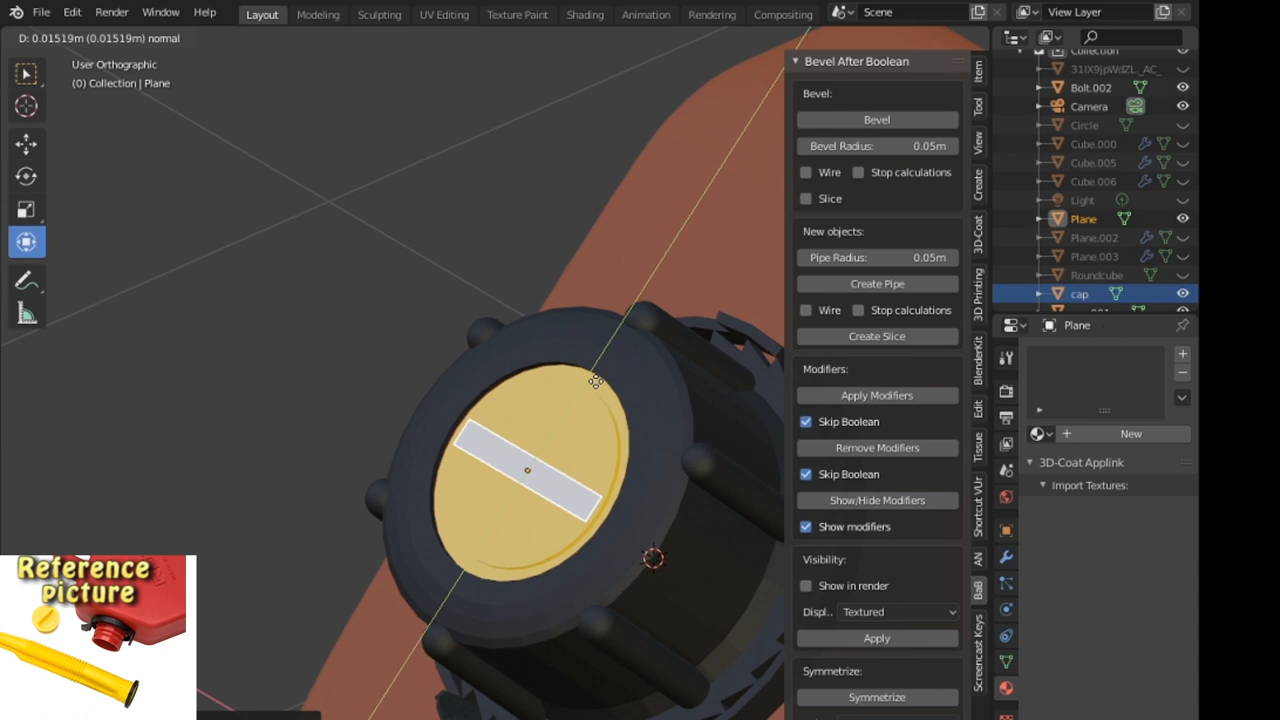 Edit
Render
Window
Help
File
Layout
Modeling
Sculpting
UV Editing
Texture Paint
Shading
Animation
Rendering
Compositing
Scene
View Layer
D: 0.01519m (0.01519m) normal
User Orthographic
(0) Collection | Plane
Bevel After Boolean
Bevel:
Bevel
Bevel Radius: 0.05m
Wire
Stop calculations
Slice
New objects:
Pipe Radius: 0.05m
Create Pipe
Wire
Stop calculations
Create Slice
Modifiers:
Apply Modifiers
Skip Boolean
Remove Modifiers
Skip Boolean
Show/Hide Modifiers
Show modifiers
Visibility:
Show in render
Displ.. Textured
Apply
Symmetrize:
Symmetrize
Item
Tool
View
Create
3D-Coat
3D Printing
BlenderKit
Edit
Tissue
Shortcut VUr
AN
BaB
Screencast Keys
Collection
31IX9jpWdZL._AC_
Bolt.002
Camera
Circle
Cube.000
Cube.005
Cube.006
Light
Plane
Plane.002
Plane.003
Roundcube
cap
Plane
New
3D-Coat Applink
Import Textures:
Reference
picture